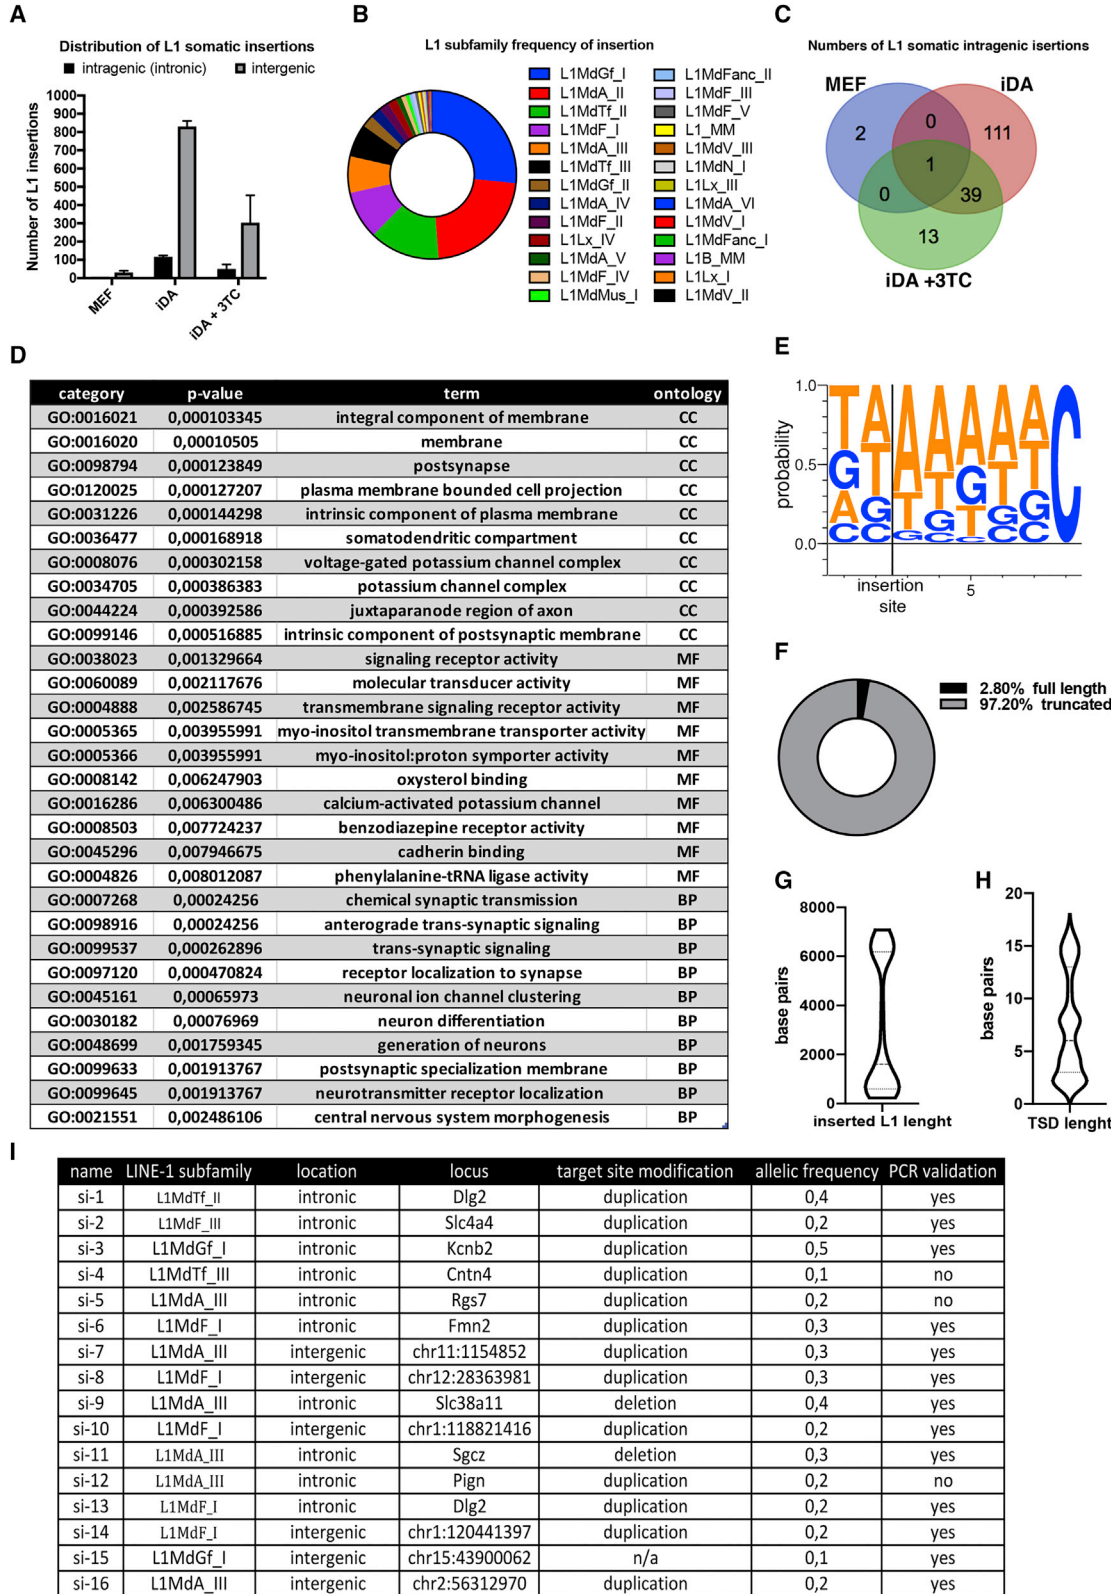 A
Distribution of L1 somatic insertions
intragenic (intronic) intergenic
Number of L1 insertions
1000
900
800
700
600
500
400
300
200
100
0
MEF
iDA
iDA + 3TC
B
L1 subfamily frequency of insertion
L1MdGf_I
L1MdA_II
L1MdTf_II
L1MdF_I
L1MdA_III
L1MdTf_III
L1MdGf_II
L1MdA_IV
L1MdF_II
L1Lx_IV
L1MdA_V
L1MdF_IV
L1MdMus_I
L1MdFanc_II
L1MdF_III
L1MdF_V
L1_MM
L1MdV_III
L1MdN_I
L1Lx_III
L1MdA_VI
L1MdV_I
L1MdFanc_I
L1B_MM
L1Lx_I
L1MdV_II
C
Numbers of L1 somatic intragenic isertions
MEF
iDA
2
0
111
1
0
39
13
iDA +3TC
D
category p-value term ontology
GO:0016021 0,000103345 integral component of membrane CC
GO:0016020 0,00010505 membrane CC
GO:0098794 0,000123849 postsynapse CC
GO:0120025 0,000127207 plasma membrane bounded cell projection CC
GO:0031226 0,000144298 intrinsic component of plasma membrane CC
GO:0036477 0,000168918 somatodendritic compartment CC
GO:0008076 0,000302158 voltage-gated potassium channel complex CC
GO:0034705 0,000386383 potassium channel complex CC
GO:0044224 0,000392586 juxtaparanode region of axon CC
GO:0099146 0,000516885 intrinsic component of postsynaptic membrane CC
GO:0038023 0,001329664 signaling receptor activity MF
GO:0060089 0,002117676 molecular transducer activity MF
GO:0004888 0,002586745 transmembrane signaling receptor activity MF
GO:0005365 0,003955991 myo-inositol transmembrane transporter activity MF
GO:0005366 0,003955991 myo-inositol:proton symporter activity MF
GO:0008142 0,006247903 oxysterol binding MF
GO:0016286 0,006300486 calcium-activated potassium channel MF
GO:0008503 0,007724237 benzodiazepine receptor activity MF
GO:0045296 0,007946675 cadherin binding MF
GO:0004826 0,008012087 phenylalanine-tRNA ligase activity MF
GO:0007268 0,00024256 chemical synaptic transmission BP
GO:0098916 0,00024256 anterograde trans-synaptic signaling BP
GO:0099537 0,000262896 trans-synaptic signaling BP
GO:0097120 0,000470824 receptor localization to synapse BP
GO:0045161 0,00065973 neuronal ion channel clustering BP
GO:0030182 0,00076969 neuron differentiation BP
GO:0048699 0,001759345 generation of neurons BP
GO:0099633 0,001913767 postsynaptic specialization membrane BP
GO:0099645 0,001913767 neurotransmitter receptor localization BP
GO:0021551 0,002486106 central nervous system morphogenesis BP
E
probability
1.0
0.5
0.0
T A A A A A A C
G T T T G T T
A G G G T G G
C C C C C C
insertion
site
5
F
2.80% full length
97.20% truncated
G
base pairs
8000
6000
4000
2000
0
inserted L1 lenght
H
base pairs
20
15
10
5
0
TSD lenght
I
name LINE-1 subfamily location locus target site modification allelic frequency PCR validation
si-1 L1MdTf_II intronic Dlg2 duplication 0,4 yes
si-2 L1MdF_III intronic Slc4a4 duplication 0,2 yes
si-3 L1MdGf_I intronic Kcnb2 duplication 0,5 yes
si-4 L1MdTf_III intronic Cntn4 duplication 0,1 no
si-5 L1MdA_III intronic Rgs7 duplication 0,2 no
si-6 L1MdF_I intronic Fmn2 duplication 0,3 yes
si-7 L1MdA_III intergenic chr11:1154852 duplication 0,3 yes
si-8 L1MdF_I intergenic chr12:28363981 duplication 0,3 yes
si-9 L1MdA_III intronic Slc38a11 deletion 0,4 yes
si-10 L1MdF_I intergenic chr1:118821416 duplication 0,2 yes
si-11 L1MdA_III intronic Sgcz deletion 0,3 yes
si-12 L1MdA_III intronic Pign duplication 0,2 no
si-13 L1MdF_I intronic Dlg2 duplication 0,2 yes
si-14 L1MdF_I intergenic chr1:120441397 duplication 0,2 yes
si-15 L1MdGf_I intergenic chr15:43900062 n/a 0,1 yes
si-16 L1MdA_III intergenic chr2:56312970 duplication 0,2 yes